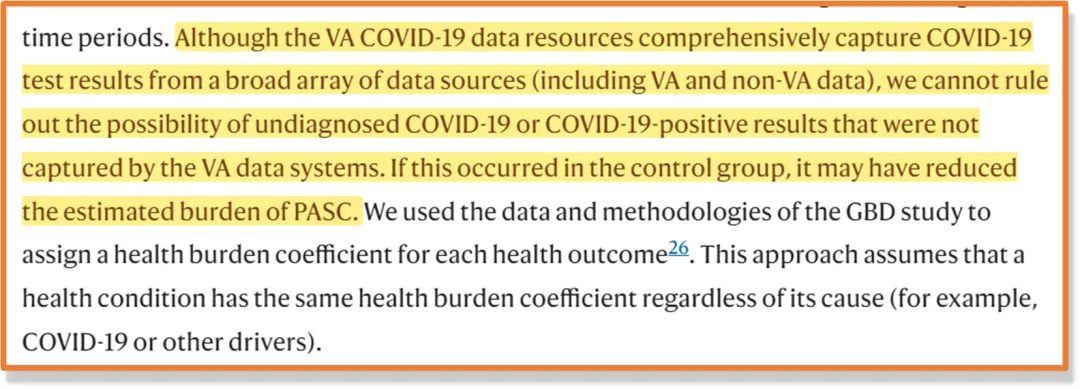 time periods. Although the VA COVID-19 data resources comprehensively capture COVID-19
test results from a broad array of data sources (including VA and non-VA data), we cannot rule
out the possibility of undiagnosed COVID-19 or COVID-19-positive results that were not
captured by the VA data systems. If this occurred in the control group, it may have reduced
the estimated burden of PASC. We used the data and methodologies of the GBD study to
assign a health burden coefficient for each health outcome26. This approach assumes that a
health condition has the same health burden coefficient regardless of its cause (for example,
COVID-19 or other drivers).